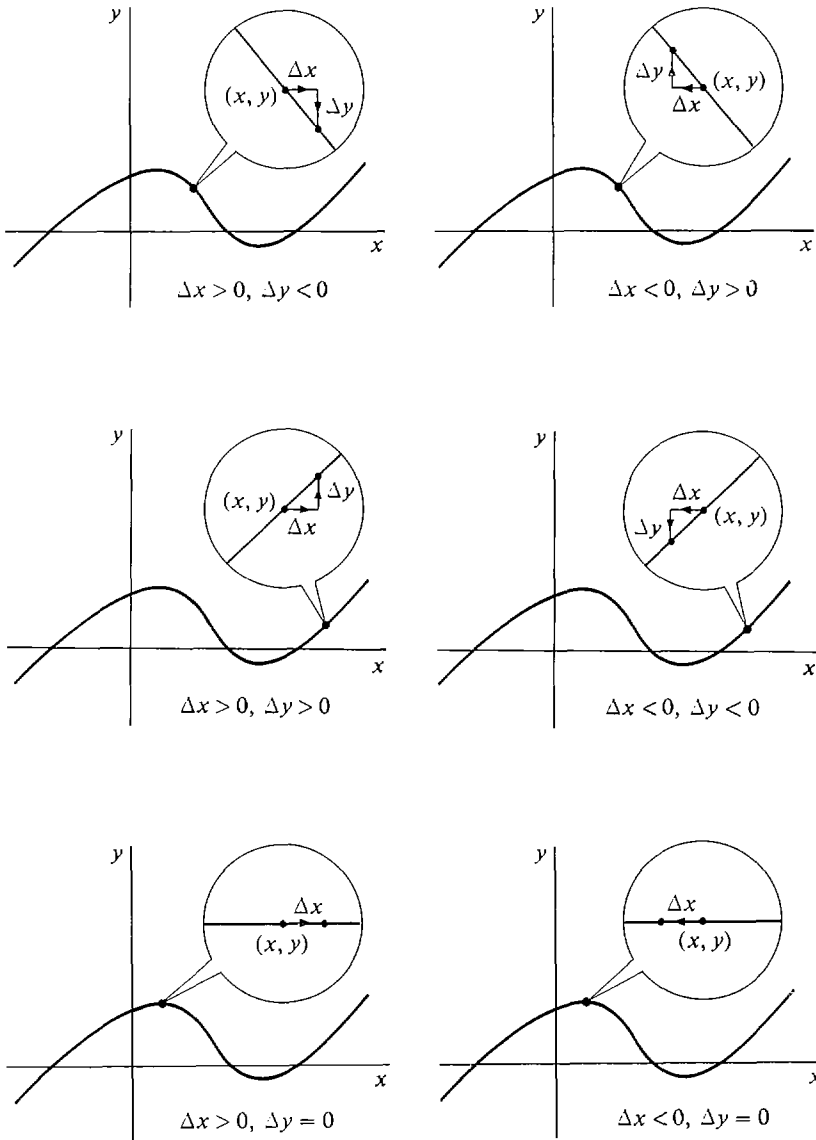 y
Δx
(x, y)
Δy
x
Δx > 0, Δy < 0
y
Δy
(x, y)
Δx
x
Δx < 0, Δy > 0
y
(x, y)
Δy
Δx
x
Δx > 0, Δy > 0
y
Δx
(x, y)
Δy
x
Δx < 0, Δy < 0
y
Δx
(x, y)
x
Δx > 0, Δy = 0
y
Δx
(x, y)
x
Δx < 0, Δy = 0